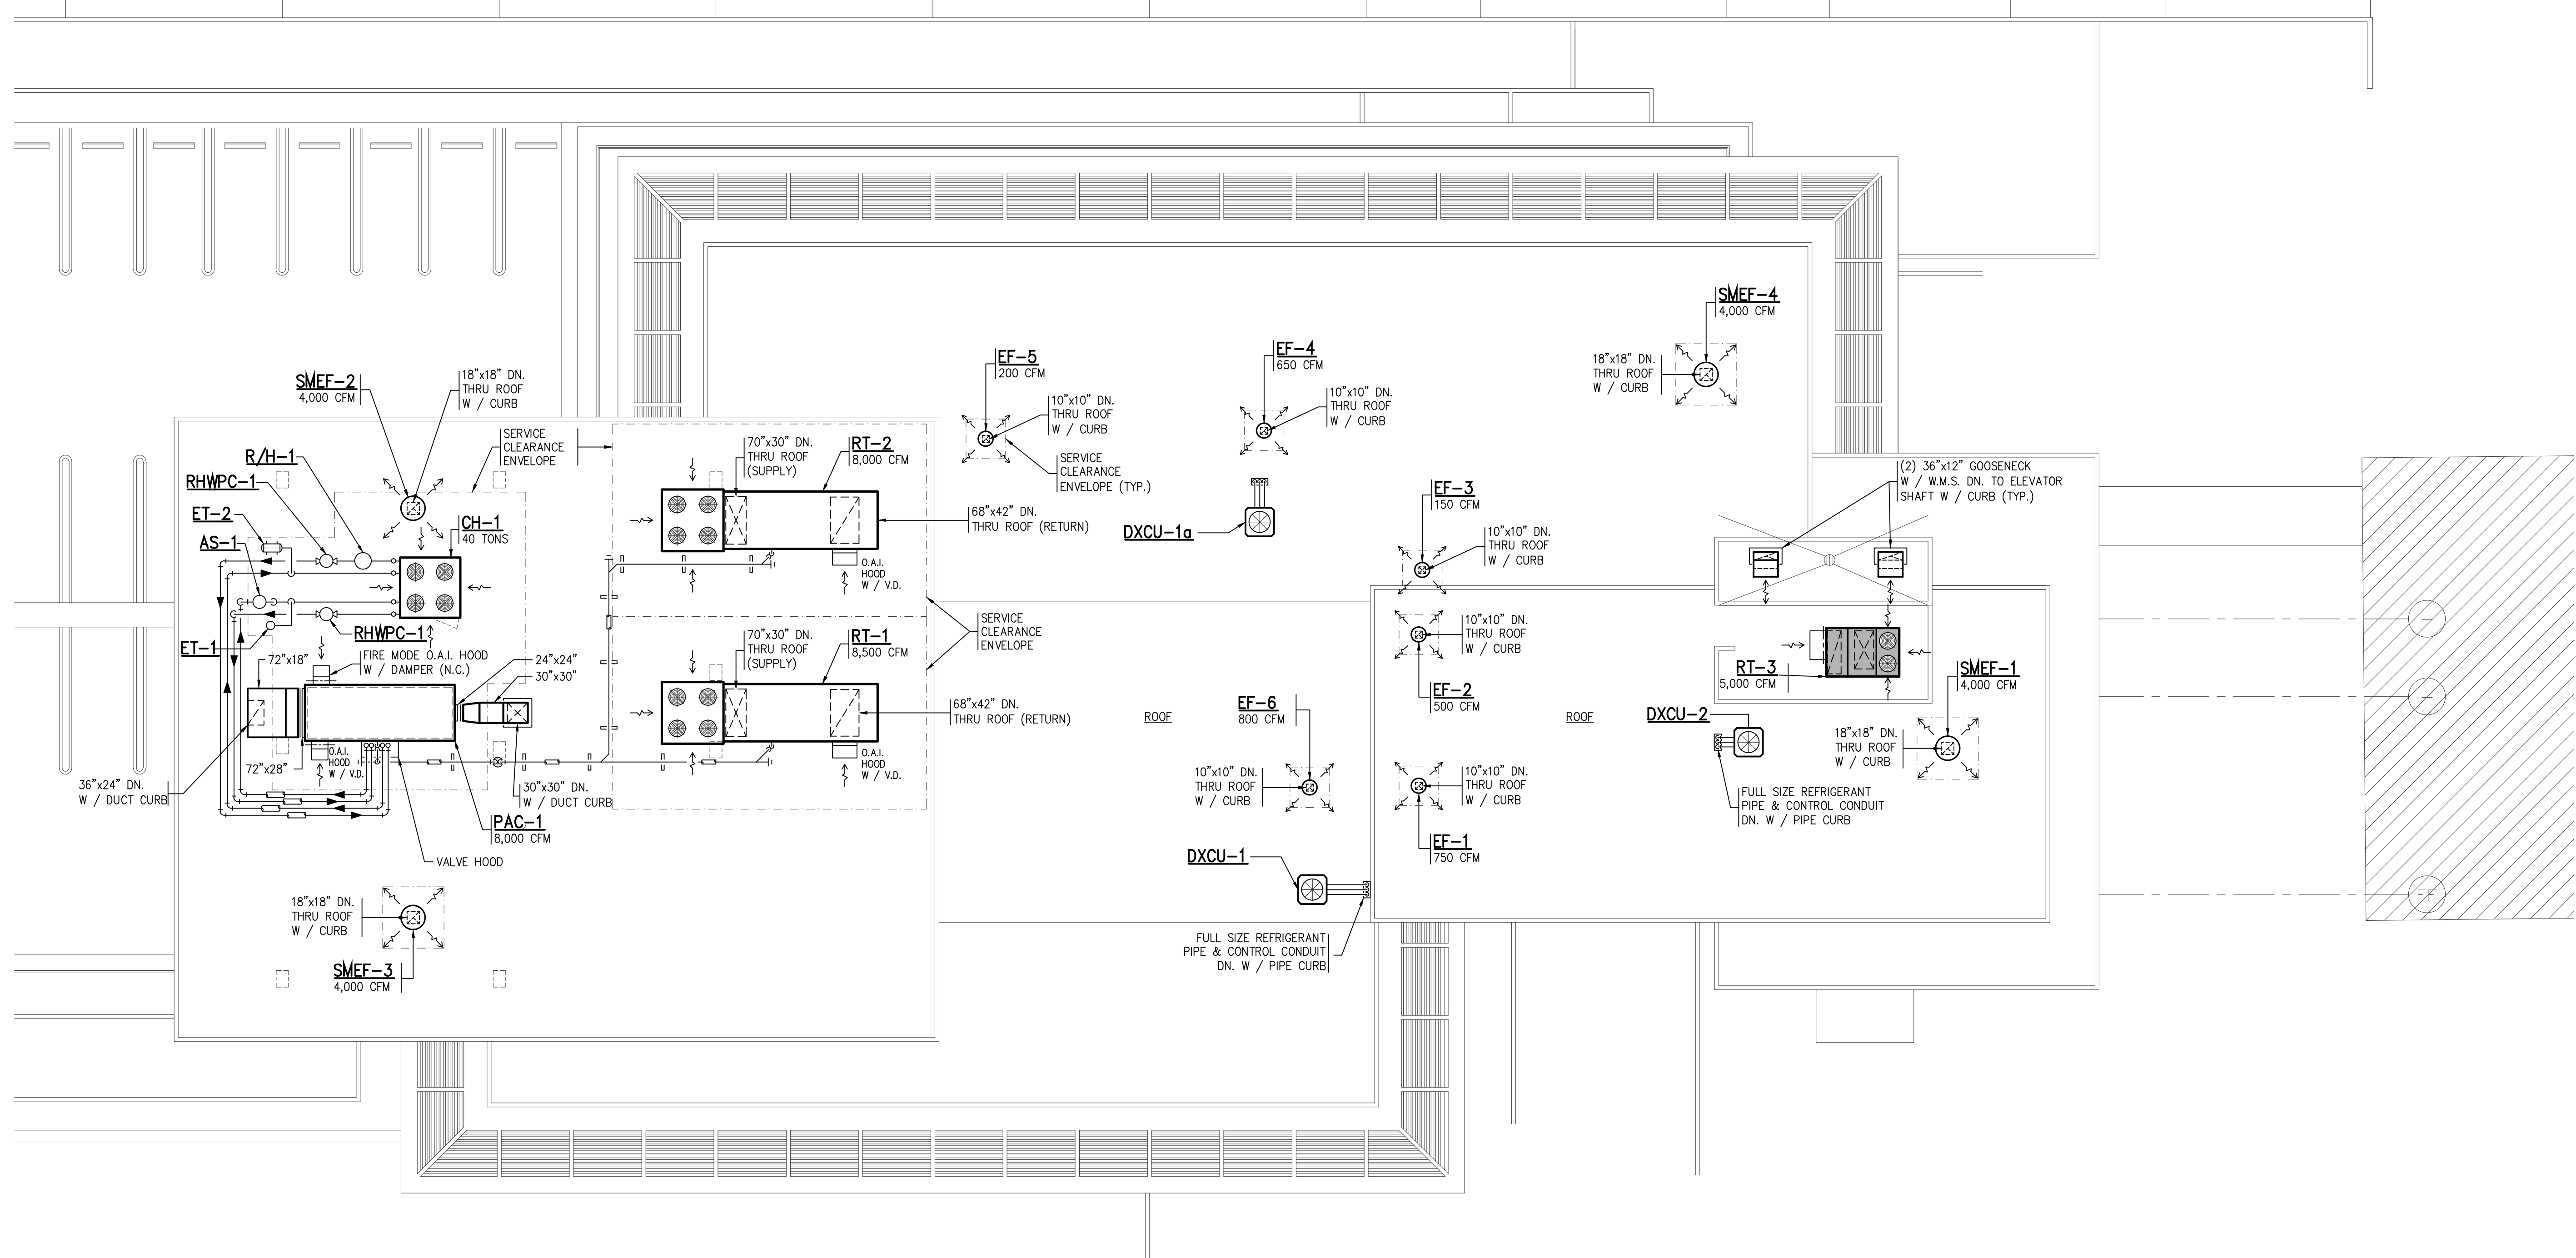 SMEF-4
4,000 CFM
18"x18" DN.
THRU ROOF
W / CURB
EF-5
200 CFM
10"x10" DN.
THRU ROOF
W / CURB
SERVICE
CLEARANCE
ENVELOPE (TYP.)
EF-4
650 CFM
10"x10" DN.
THRU ROOF
W / CURB
SMEF-2
4,000 CFM
18"x18" DN.
THRU ROOF
W / CURB
SERVICE
CLEARANCE
ENVELOPE
70"x30" DN.
THRU ROOF
(SUPPLY)
RT-2
8,000 CFM
68"x42" DN.
THRU ROOF (RETURN)
O.A.I.
HOOD
W / V.D.
R/H-1
RHWPC-1
ET-2
AS-1
CH-1
40 TONS
DXCU-1a
EF-3
150 CFM
10"x10" DN.
THRU ROOF
W / CURB
(2) 36"x12" GOOSENECK
W / W.M.S. DN. TO ELEVATOR
SHAFT W / CURB (TYP.)
RHWPC-1
ET-1
72"x18"
FIRE MODE O.A.I. HOOD
W / DAMPER (N.C.)
24"x24"
30"x30"
70"x30" DN.
THRU ROOF
(SUPPLY)
RT-1
8,500 CFM
SERVICE
CLEARANCE
ENVELOPE
68"x42" DN.
THRU ROOF (RETURN)
O.A.I.
HOOD
W / V.D.
10"x10" DN.
THRU ROOF
W / CURB
EF-2
500 CFM
RT-3
5,000 CFM
SMEF-1
4,000 CFM
18"x18" DN.
THRU ROOF
W / CURB
ROOF
EF-6
800 CFM
10"x10" DN.
THRU ROOF
W / CURB
ROOF
DXCU-2
FULL SIZE REFRIGERANT
PIPE & CONTROL CONDUIT
DN. W / PIPE CURB
10"x10" DN.
THRU ROOF
W / CURB
EF-1
750 CFM
O.A.I.
HOOD
W / V.D.
72"x28"
36"x24" DN.
W / DUCT CURB
30"x30" DN.
W / DUCT CURB
PAC-1
8,000 CFM
VALVE HOOD
DXCU-1
FULL SIZE REFRIGERANT
PIPE & CONTROL CONDUIT
DN. W / PIPE CURB
18"x18" DN.
THRU ROOF
W / CURB
SMEF-3
4,000 CFM
EF